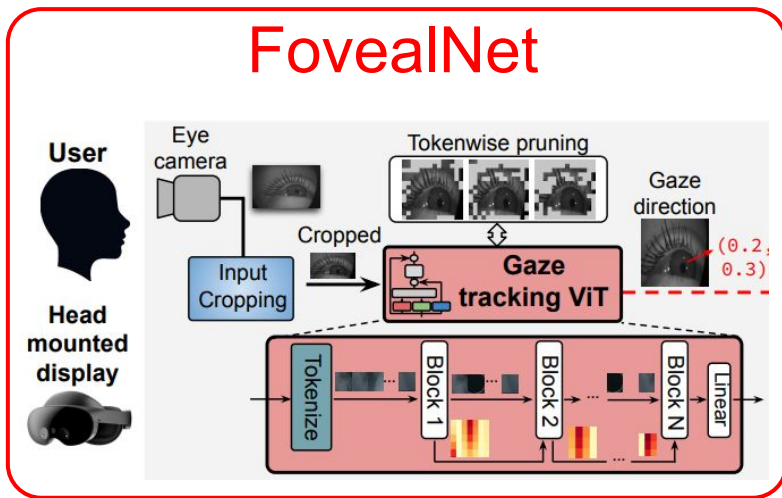 FovealNet
User
Eye
camera
Tokenwise pruning
Gaze
direction
(0.2,
0.3)
Cropped
Input
Cropping
Gaze
tracking ViT
Head
mounted
display
Tokenize
...
Block 1
...
Block 2
...
...
Block N
Linear